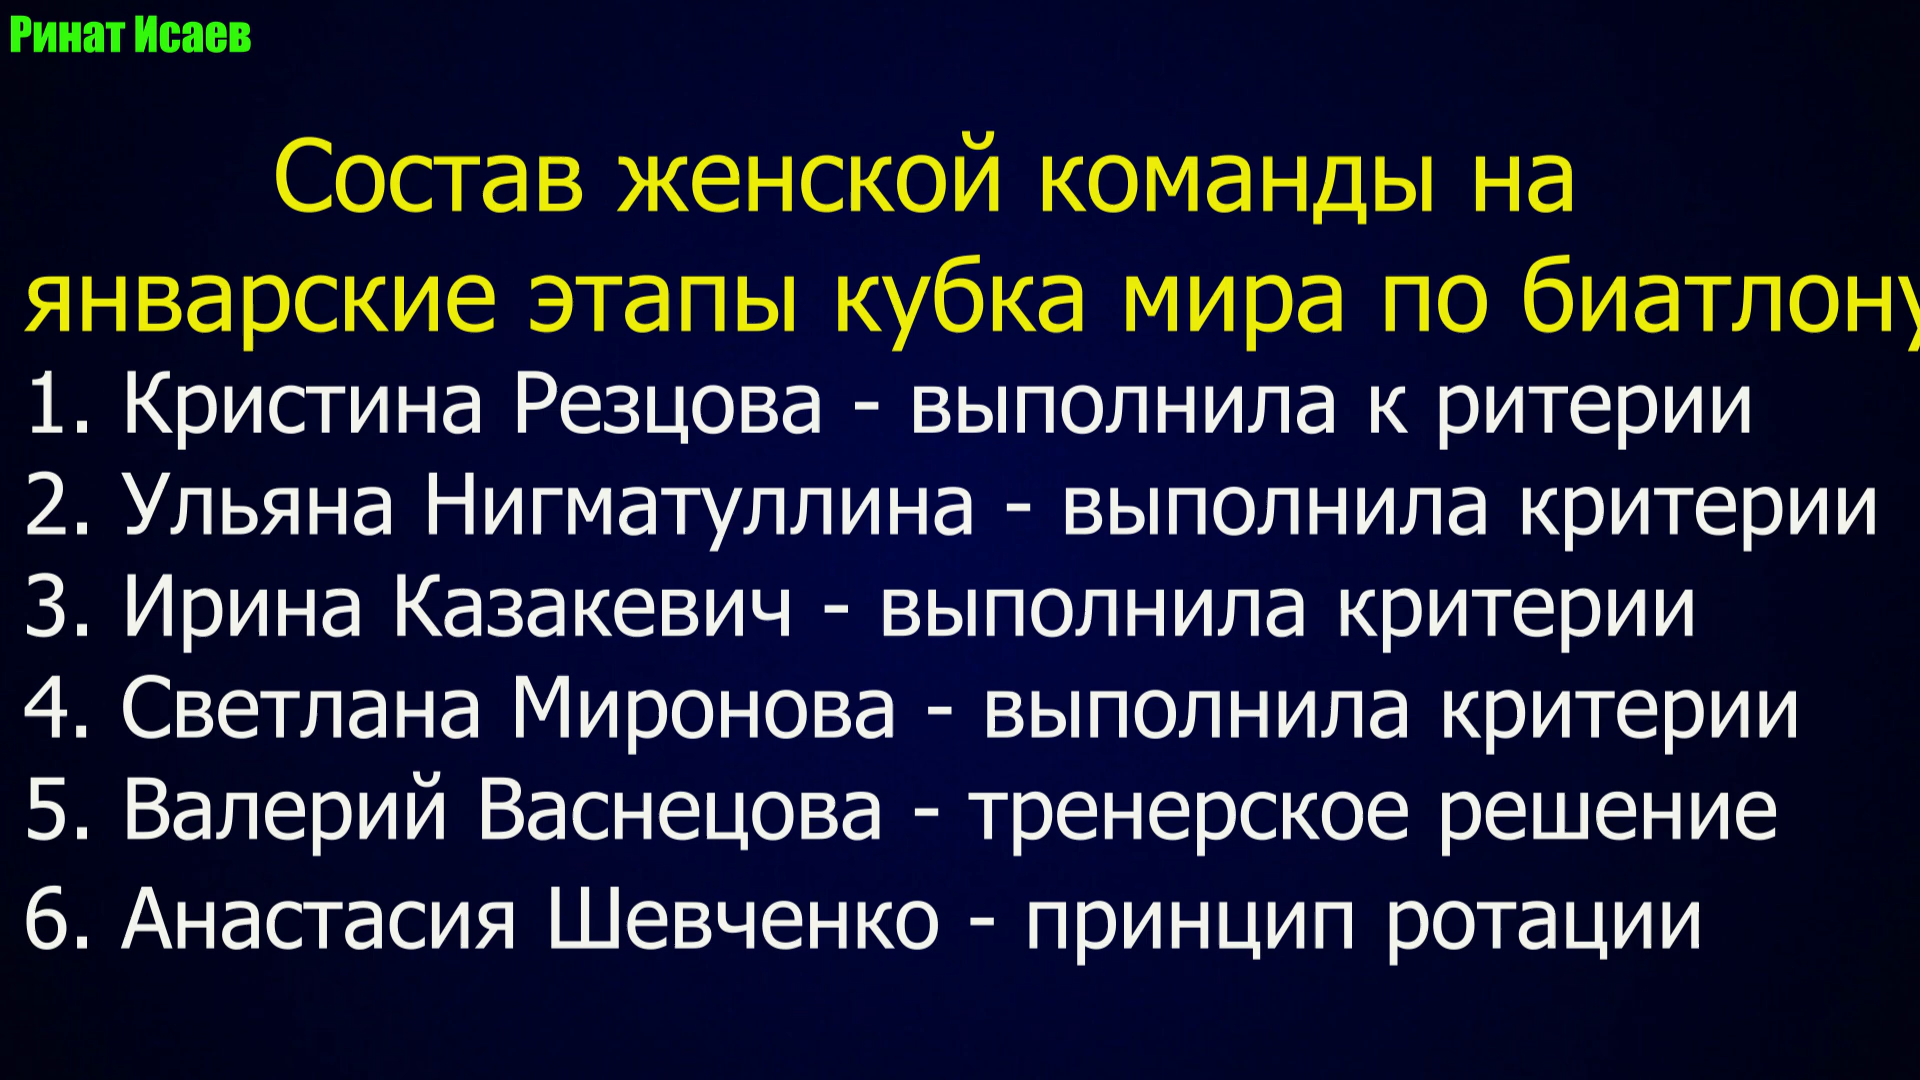 Ринат Исаев
Состав женской команды на
январские этапы кубка мира по биатлону
1. Кристина Резцова - выполнила к ритерии
2. Ульяна Нигматуллина - выполнила критерии
3. Ирина Казакевич - выполнила критерии
4. Светлана Миронова - выполнила критерии
5. Валерий Васнецова - тренерское решение
6. Анастасия Шевченко - принцип ротации